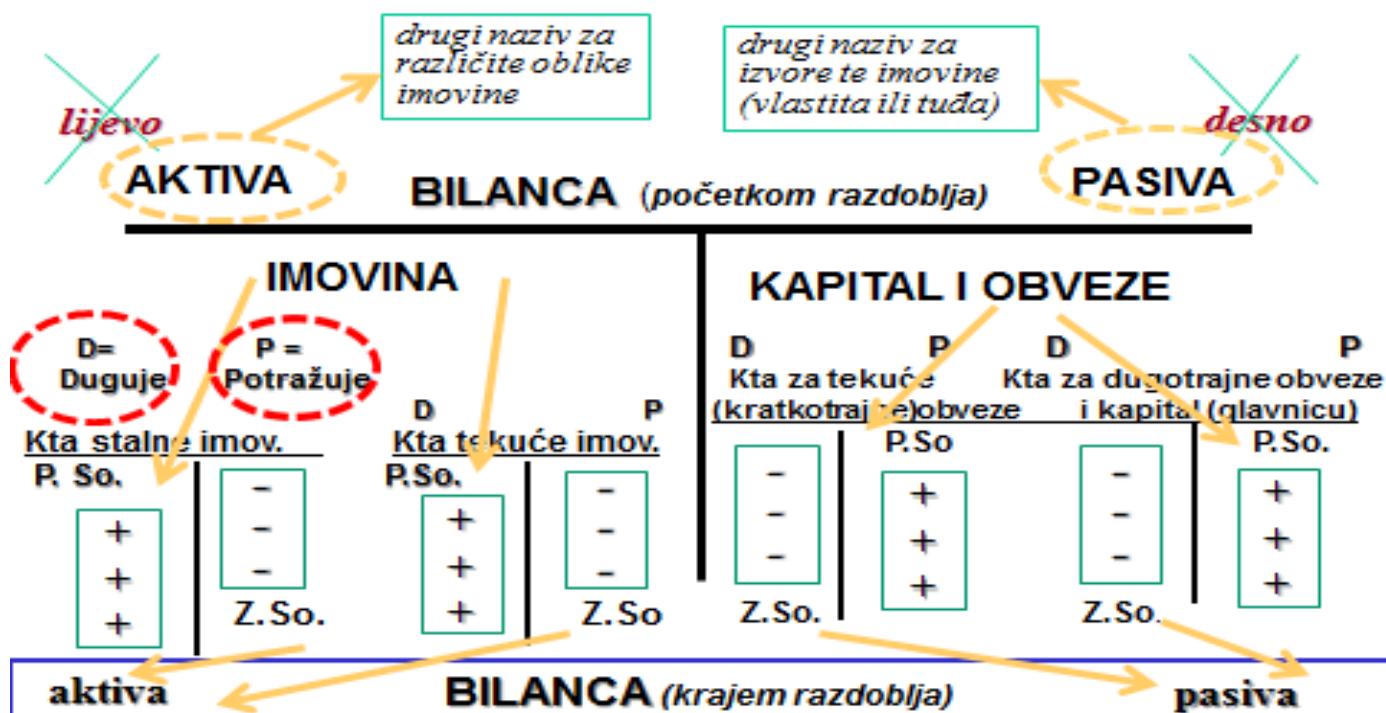 drugi naziv za
različite oblike
imovine
drugi naziv za
izvore te imovine
(vlastita ili tuđa)
lijevo
desno
AKTIVA
BILANCA (početkom razdoblja)
PASIVA
IMOVINA
KAPITAL I OBVEZE
D=
Duguje
P =
Potražuje
D P
Kta stalne imov.
Kta tekuće imov.
D P
Kta za tekuće
(kratkotrajne)obveze
D P
Kta za dugotrajne obveze
i kapital (glavnicu)
P. So.
P.So.
P.So
P.So.
+ - + - - + - +
+ - + - - + - +
+ - + - - + - +
Z.So.
Z.So
Z.So.
Z.So.
aktiva
BILANCA (krajem razdoblja)
pasiva